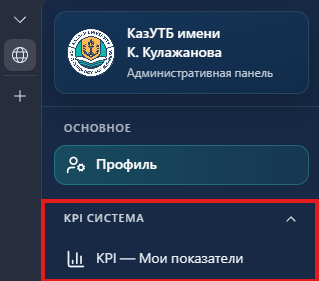 КазУТБ имени
К. Кулажанова
Административная панель
ОСНОВНОЕ
Профиль
KPI СИСТЕМА
KPI — Мои показатели